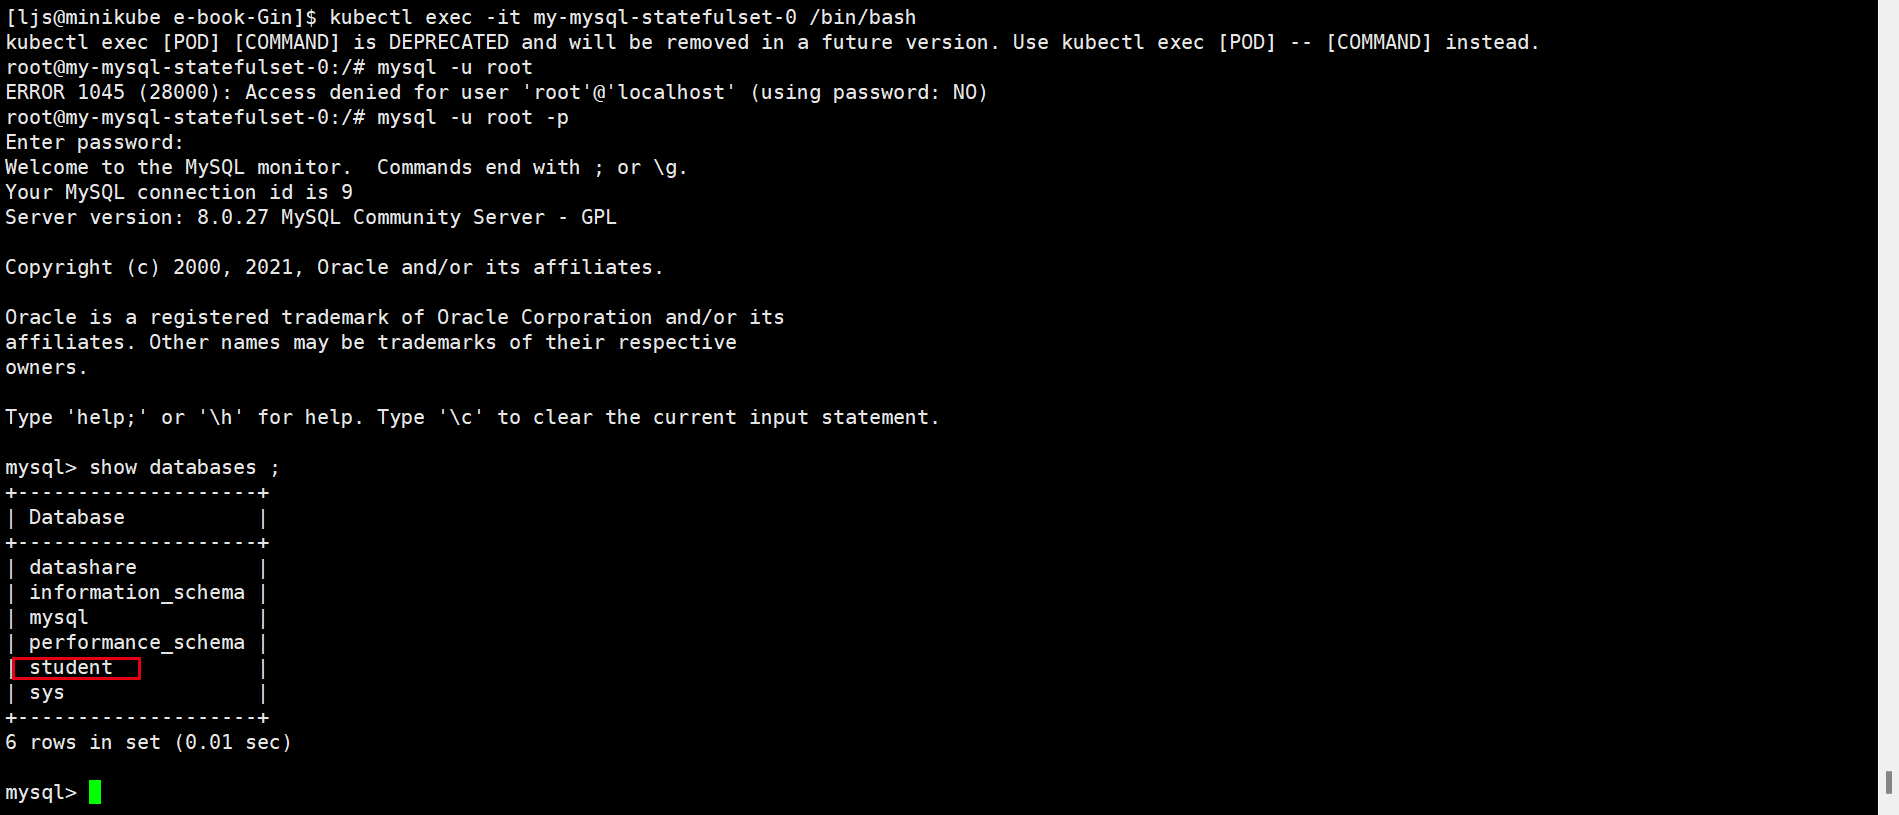 [ljs@minikube e-book-Gin]$ kubectl exec -it my-mysql-statefulset-0 /bin/bash
kubectl exec [POD] [COMMAND] is DEPRECATED and will be removed in a future version. Use kubectl exec [POD] -- [COMMAND] instead.
root@my-mysql-statefulset-0:/# mysql -u root
ERROR 1045 (28000): Access denied for user 'root'@'localhost' (using password: NO)
root@my-mysql-statefulset-0:/# mysql -u root -p
Enter password:
Welcome to the MySQL monitor.  Commands end with ; or \g.
Your MySQL connection id is 9
Server version: 8.0.27 MySQL Community Server - GPL

Copyright (c) 2000, 2021, Oracle and/or its affiliates.

Oracle is a registered trademark of Oracle Corporation and/or its
affiliates. Other names may be trademarks of their respective
owners.

Type 'help;' or '\h' for help. Type '\c' to clear the current input statement.

mysql> show databases ;
+--------------------+
| Database           |
+--------------------+
| datashare          |
| information_schema |
| mysql              |
| performance_schema |
| student            |
| sys                |
+--------------------+
6 rows in set (0.01 sec)

mysql>